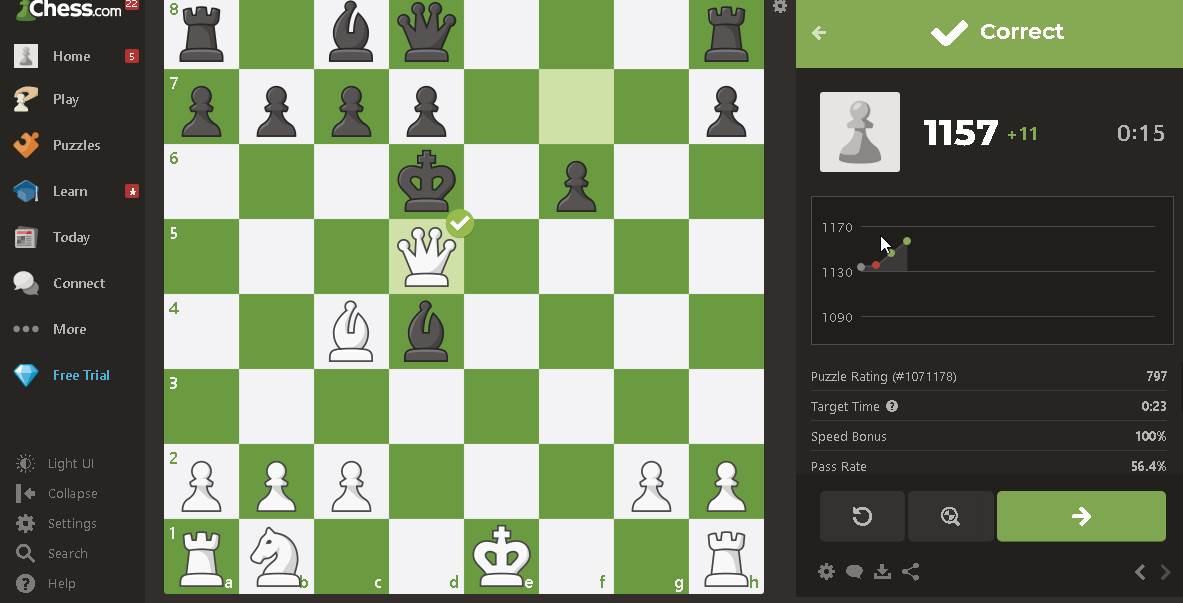 Chess.com 22
Home 5
Play
Puzzles
Learn
Today
Connect
More
Free Trial
Light UI
Collapse
Settings
Search
Help
8
7
6
5
4
3
2
1
a b c d e f g h
Correct
1157 +11 0:15
1170
1130
1090
Puzzle Rating (#1071178) 797
Target Time ? 0:23
Speed Bonus 100%
Pass Rate 56.4%